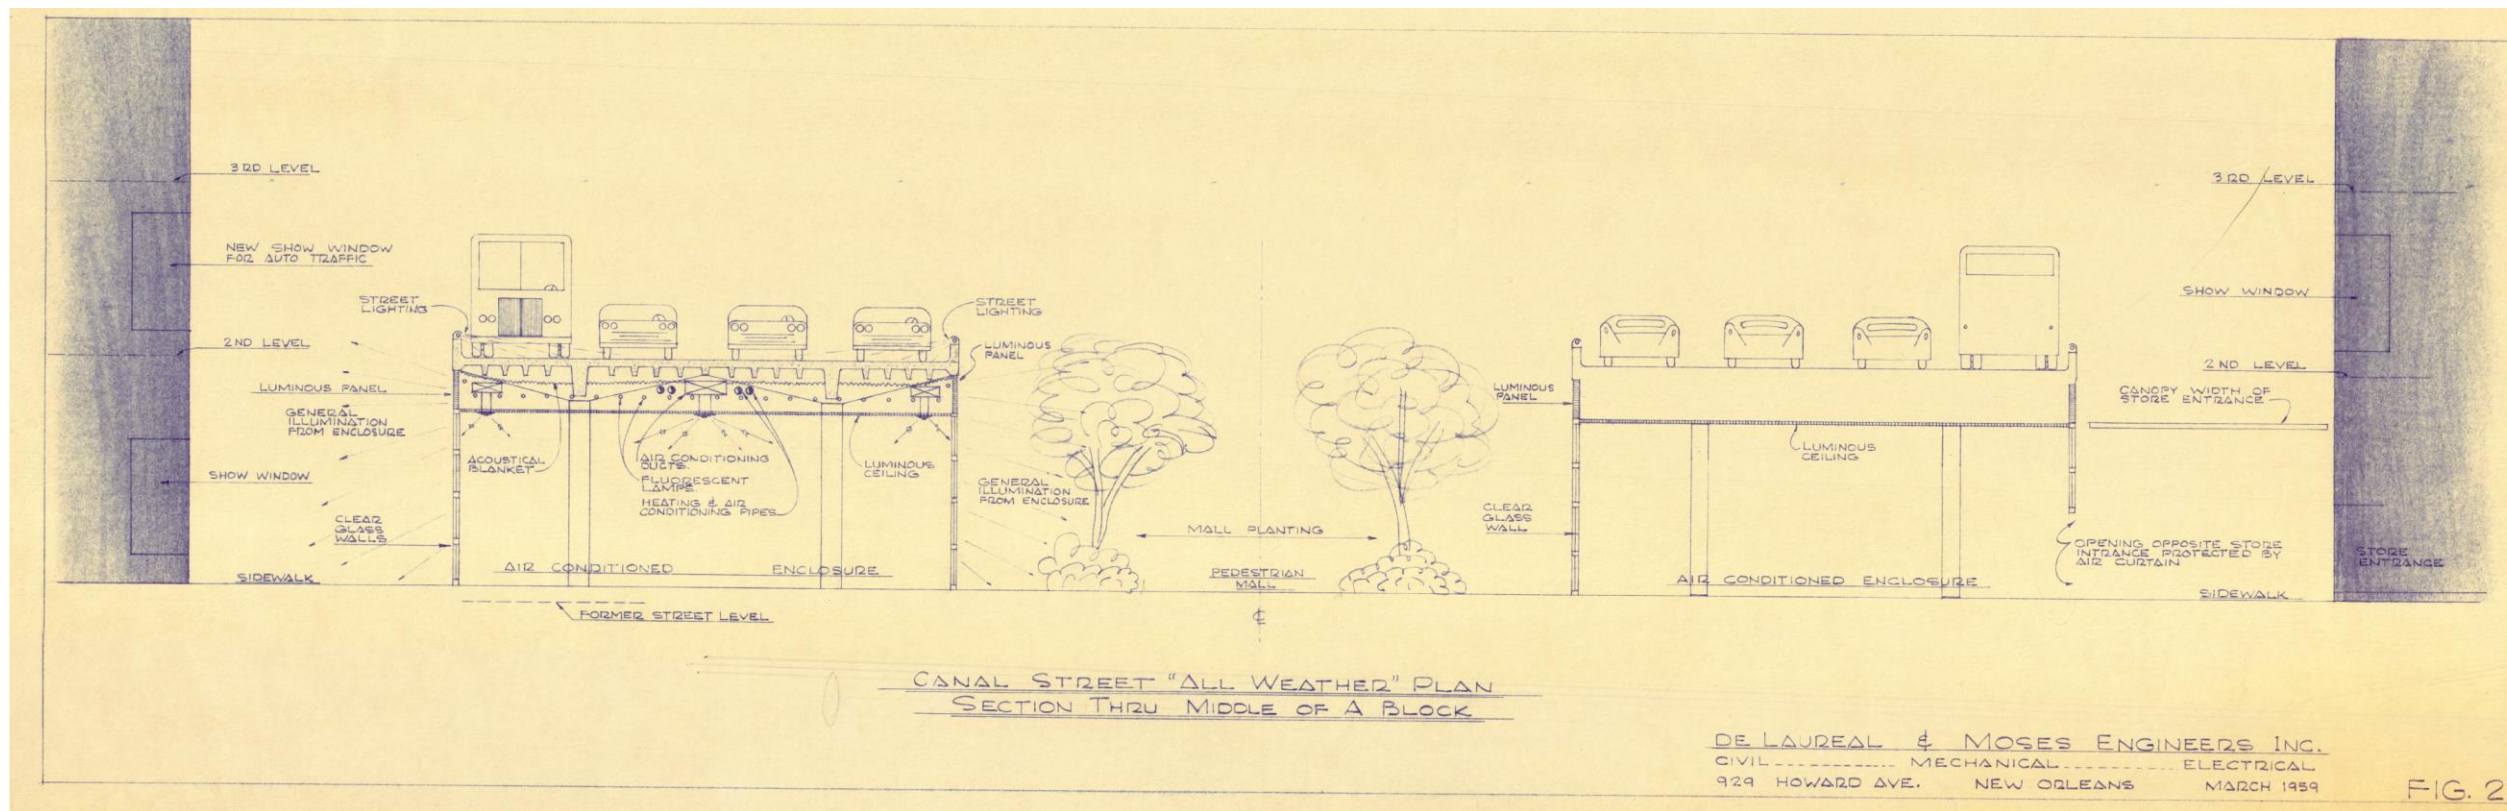 3RD LEVEL
NEW SHOW WINDOW
FOR AUTO TRAFFIC
STREET
LIGHTING
2ND LEVEL
LUMINOUS PANEL
GENERAL
ILLUMINATION
FROM ENCLOSURE
SHOW WINDOW
CLEAR
GLASS
WALLS
SIDEWALK
ACOUSTICAL
BLANKET
AIR CONDITIONING
DUCTS.
FLUORESCENT
LAMPS.
HEATING & AIR
CONDITIONING PIPES
LUMINOUS
CEILING
AIR CONDITIONED ENCLOSURE
FORMER STREET LEVEL
STREET
LIGHTING
LUMINOUS
PANEL
GENERAL
ILLUMINATION
FROM ENCLOSURE
MALL PLANTING
PEDESTRIAN
MALL
℄
LUMINOUS
PANEL
CLEAR
GLASS
WALL
LUMINOUS
CEILING
AIR CONDITIONED ENCLOSURE
3RD LEVEL
SHOW WINDOW
2ND LEVEL
CANOPY WIDTH OF
STORE ENTRANCE
OPENING OPPOSITE STORE
INTRANCE PROTECTED BY
AIR CURTAIN
STORE
ENTRANCE
SIDEWALK
CANAL STREET "ALL WEATHER" PLAN
SECTION THRU MIDDLE OF A BLOCK
DE LAUREAL & MOSES ENGINEERS INC.
CIVIL ------------ MECHANICAL ------------ ELECTRICAL
929 HOWARD AVE. NEW ORLEANS MARCH 1959
FIG. 2